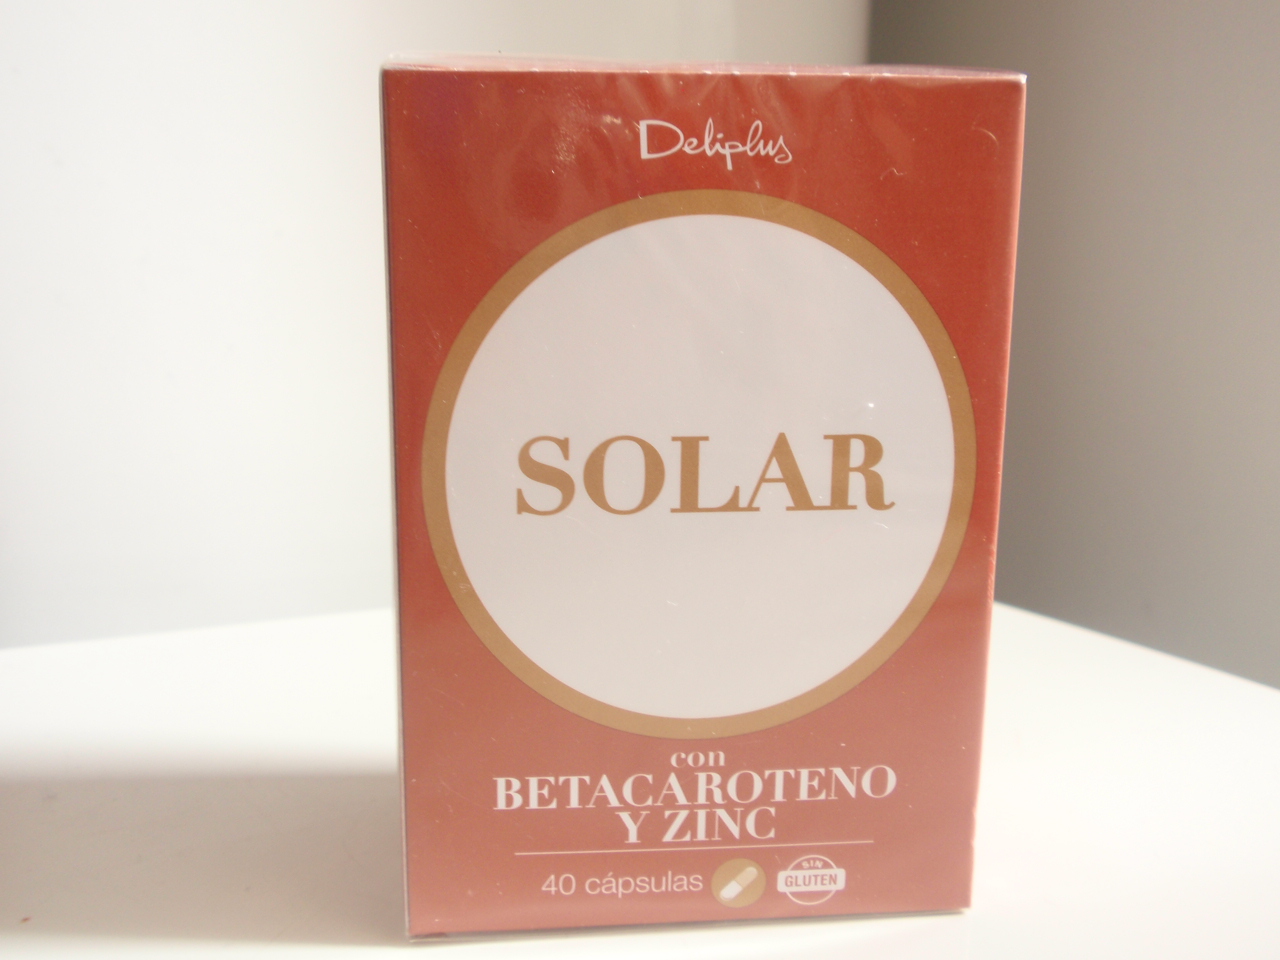 Deliplus
SOLAR
con
BETACAROTENO
Y ZINC
40 cápsulas
SIN
GLUTEN